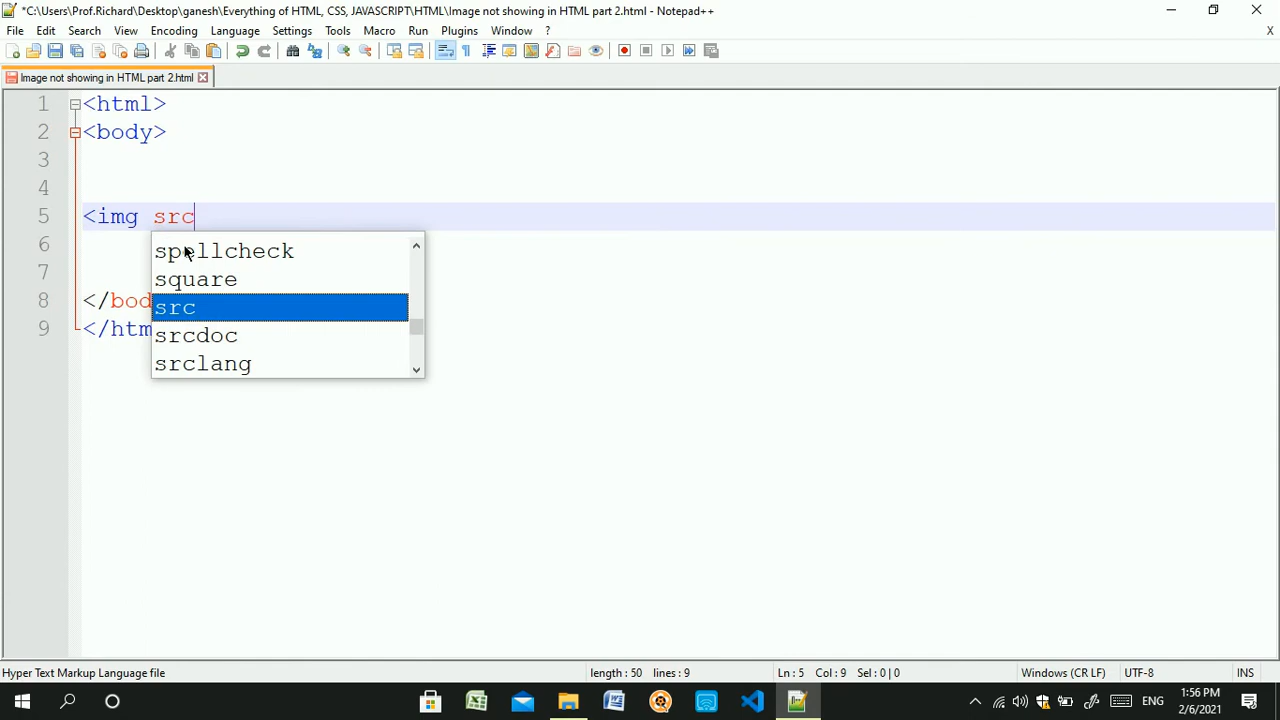 *C:\Users\Prof.Richard\Desktop\ganesh\Everything of HTML, CSS, JAVASCRIPT\HTML\Image not showing in HTML part 2.html - Notepad++
File Edit Search View Encoding Language Settings Tools Macro Run Plugins Window ? X
Image not showing in HTML part 2.html
1 <html>
2 <body>
3
4
5 <img src
6
7
8 </bod
9 </htm
spellcheck
square
src
srcdoc
srclang
Hyper Text Markup Language file length : 50 lines : 9 Ln : 5 Col : 9 Sel : 0 | 0 Windows (CR LF) UTF-8 INS
ENG
1:56 PM
2/6/2021